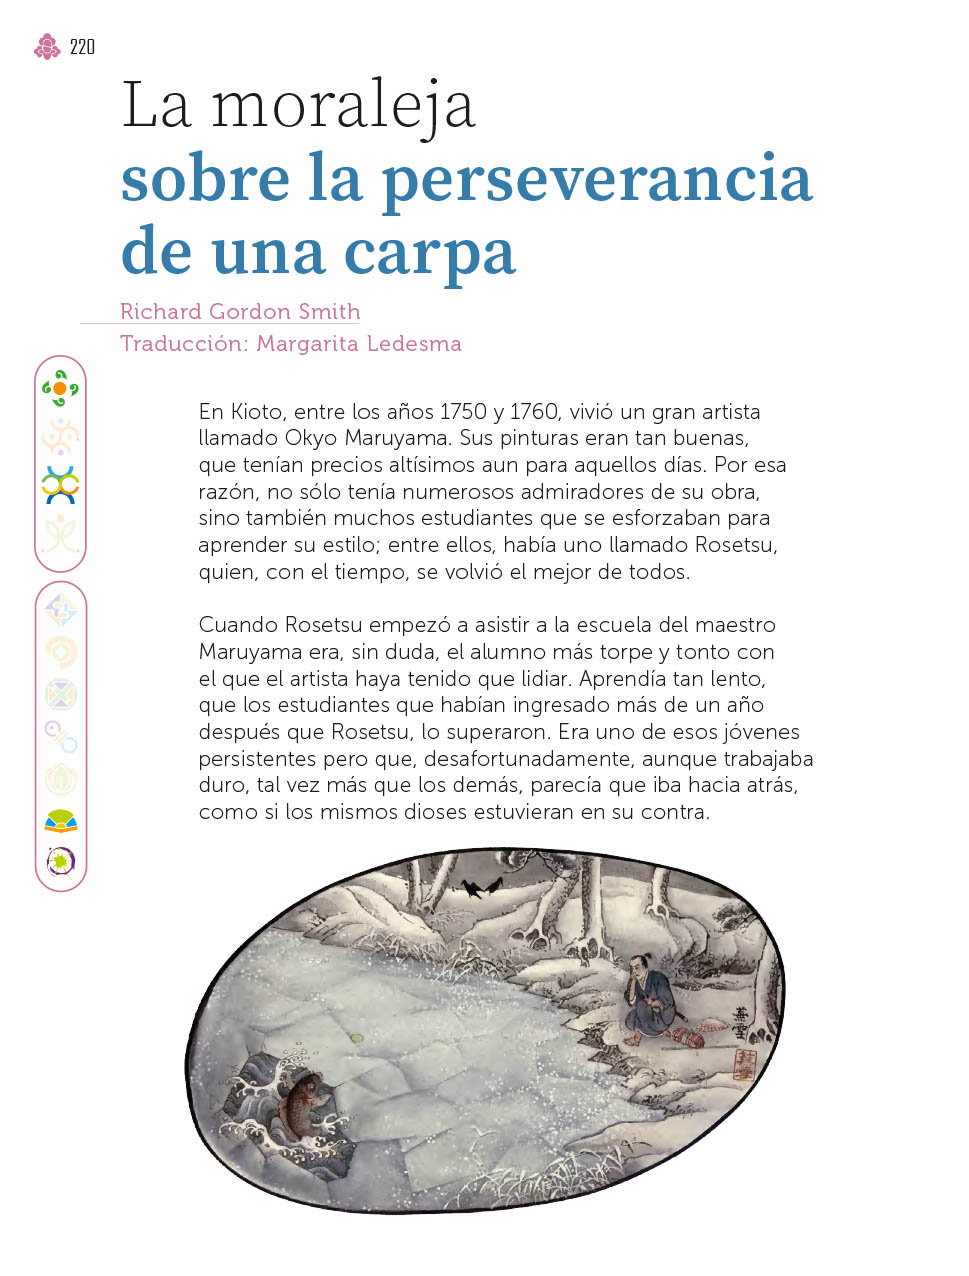 220
La moraleja
sobre la perseverancia
de una carpa
Richard Gordon Smith
Traducción: Margarita Ledesma
En Kioto, entre los años 1750 y 1760, vivió un gran artista
llamado Okyo Maruyama. Sus pinturas eran tan buenas,
que tenían precios altísimos aun para aquellos días. Por esa
razón, no sólo tenía numerosos admiradores de su obra,
sino también muchos estudiantes que se esforzaban para
aprender su estilo; entre ellos, había uno llamado Rosetsu,
quien, con el tiempo, se volvió el mejor de todos.
Cuando Rosetsu empezó a asistir a la escuela del maestro
Maruyama era, sin duda, el alumno más torpe y tonto con
el que el artista haya tenido que lidiar. Aprendía tan lento,
que los estudiantes que habían ingresado más de un año
después que Rosetsu, lo superaron. Era uno de esos jóvenes
persistentes pero que, desafortunadamente, aunque trabajaba
duro, tal vez más que los demás, parecía que iba hacia atrás,
como si los mismos dioses estuvieran en su contra.